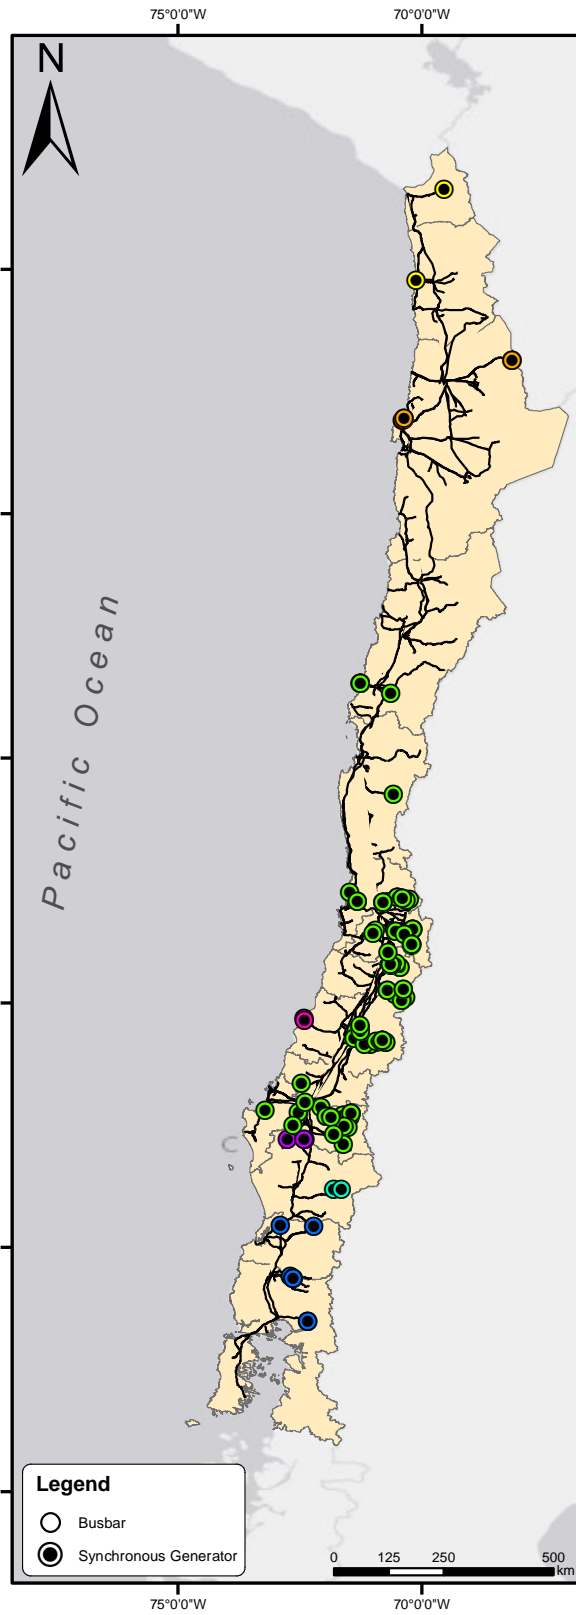 75°0'0"W 70°0'0"W
N
Pacific Ocean
Legend
Busbar
Synchronous Generator
0 125 250 500
km
75°0'0"W 70°0'0"W